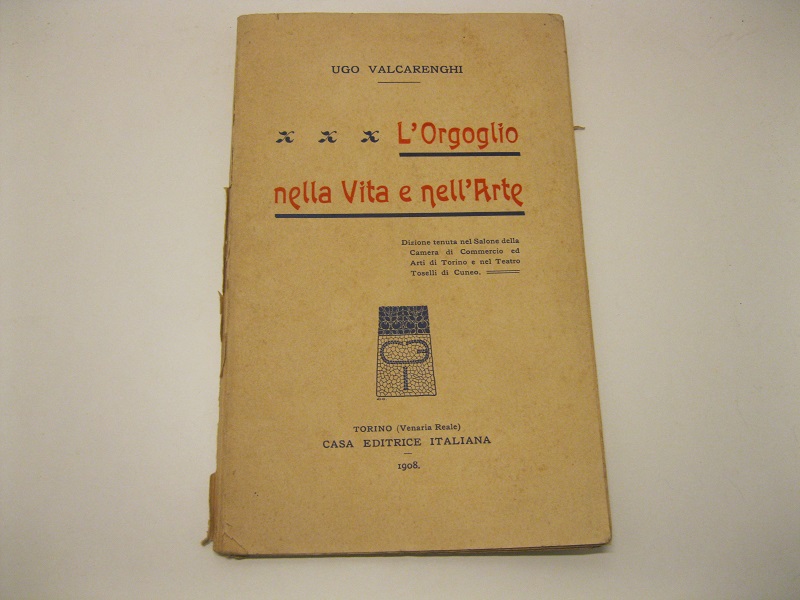 UGO VALCARENGHI
x x x L'Orgoglio
nella Vita e nell'Arte
Dizione tenuta nel Salone della
Camera di Commercio ed
Arti di Torino e nel Teatro
Toselli di Cuneo.
TORINO (Venaria Reale)
CASA EDITRICE ITALIANA
1908.